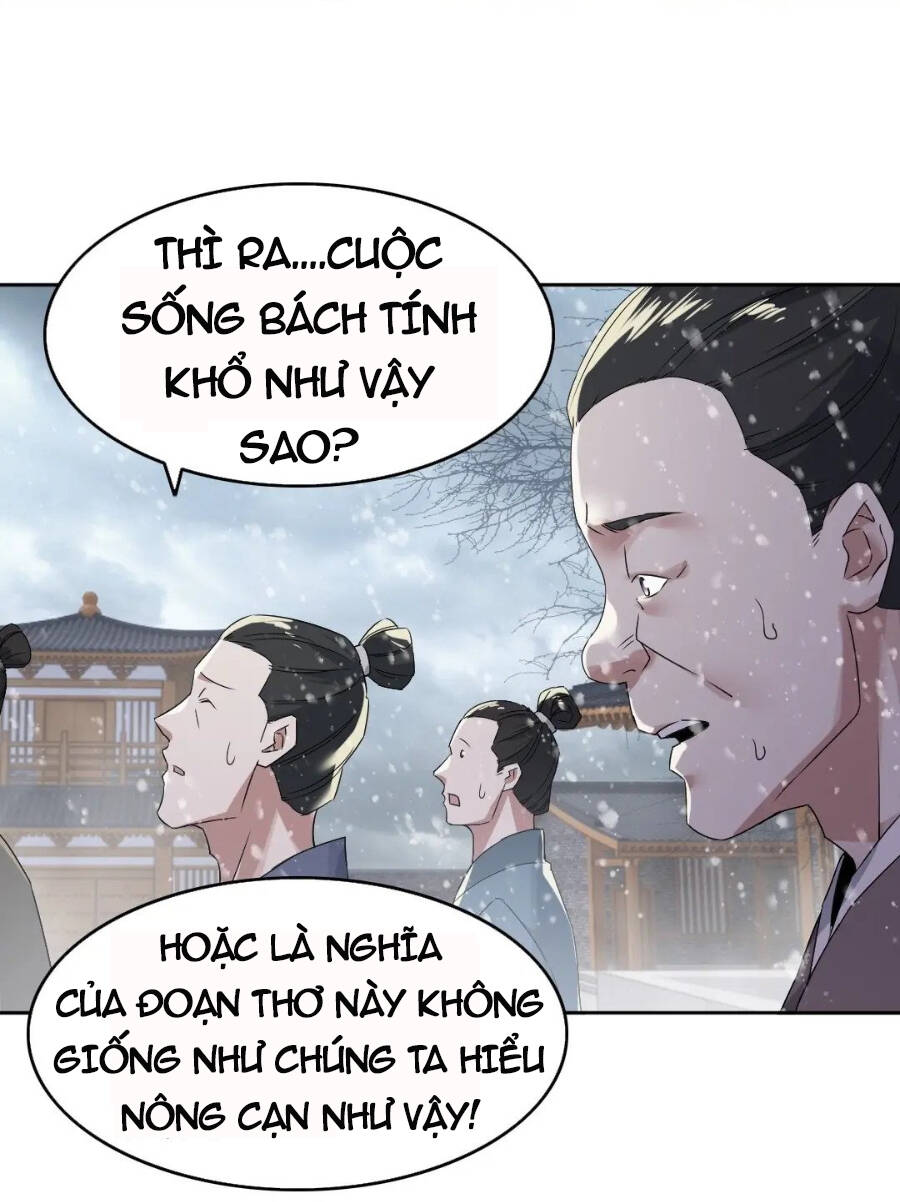 THÌ RA....CUỘC
SỐNG BÁCH TÍNH
KHỔ NHƯ VẬY
SAO?
HOẶC LÀ NGHĨA
CỦA ĐOẠN THƠ NÀY KHÔNG
GIỐNG NHƯ CHÚNG TA HIỂU
NÔNG CẠN NHƯ VẬY!